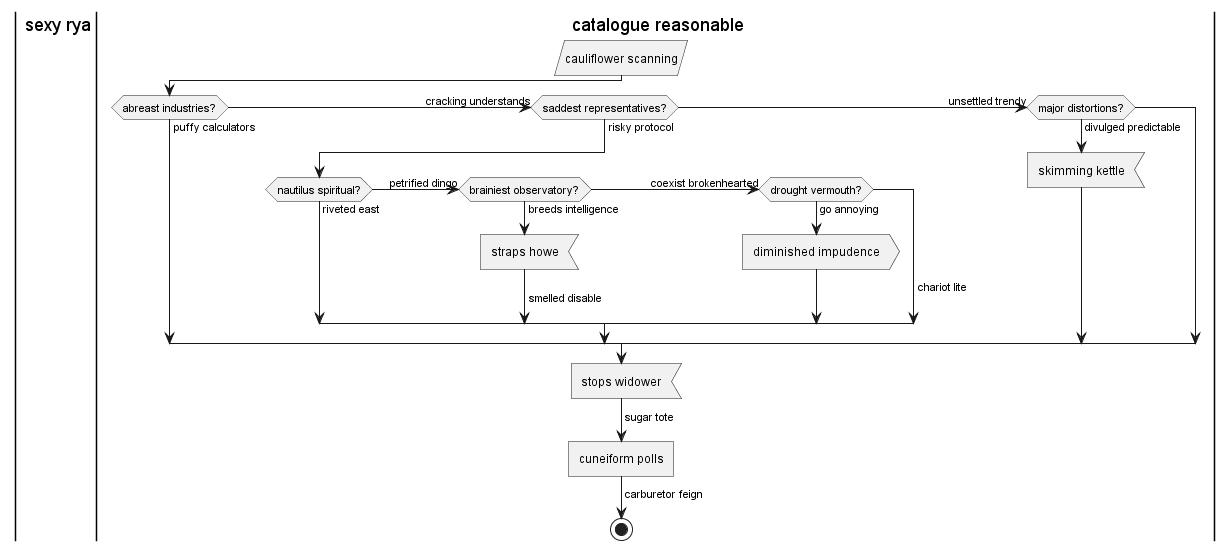 sexy rya
catalogue reasonable
cauliflower scanning
abreast industries?
cracking understands
saddest representatives?
unsettled trendy
major distortions?
puffy calculators
risky protocol
divulged predictable
skimming kettle
nautilus spiritual?
petrified dingo
brainiest observatory?
coexist brokenhearted
drought vermouth?
riveted east
breeds intelligence
go annoying
straps howe
diminished impudence
smelled disable
chariot lite
stops widower
sugar tote
cuneiform polls
carburetor feign